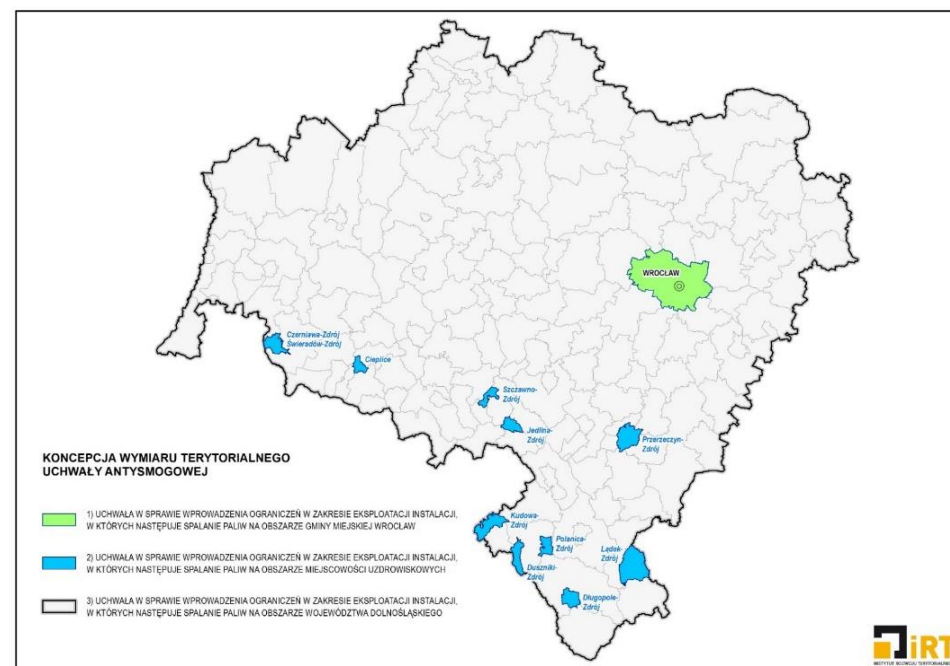 WROCŁAW
Czerniawa-Zdrój
Świeradów-Zdrój
Cieplice
Szczawno-
Zdrój
Jedlina-
Zdrój
Przerzeczyn-
Zdrój
KONCEPCJA WYMIARU TERYTORIALNEGO
UCHWAŁY ANTYSMOGOWEJ
1) UCHWAŁA W SPRAWIE WPROWADZENIA OGRANICZEŃ W ZAKRESIE EKSPLOATACJI INSTALACJI,
W KTÓRYCH NASTĘPUJE SPALANIE PALIW NA OBSZARZE GMINY MIEJSKIEJ WROCŁAW
Kudowa-
Zdrój
Polanica-
Zdrój
Lądek-
Zdrój
2) UCHWAŁA W SPRAWIE WPROWADZENIA OGRANICZEŃ W ZAKRESIE EKSPLOATACJI INSTALACJI,
W KTÓRYCH NASTĘPUJE SPALANIE PALIW NA OBSZARZE MIEJSCOWOŚCI UZDROWISKOWYCH
Duszniki-
Zdrój
Długopole-
Zdrój
3) UCHWAŁA W SPRAWIE WPROWADZENIA OGRANICZEŃ W ZAKRESIE EKSPLOATACJI INSTALACJI,
W KTÓRYCH NASTĘPUJE SPALANIE PALIW NA OBSZARZE WOJEWÓDZTWA DOLNOŚLĄSKIEGO
iRT
INSTYTUT ROZWOJU TERYTORIALNEGO